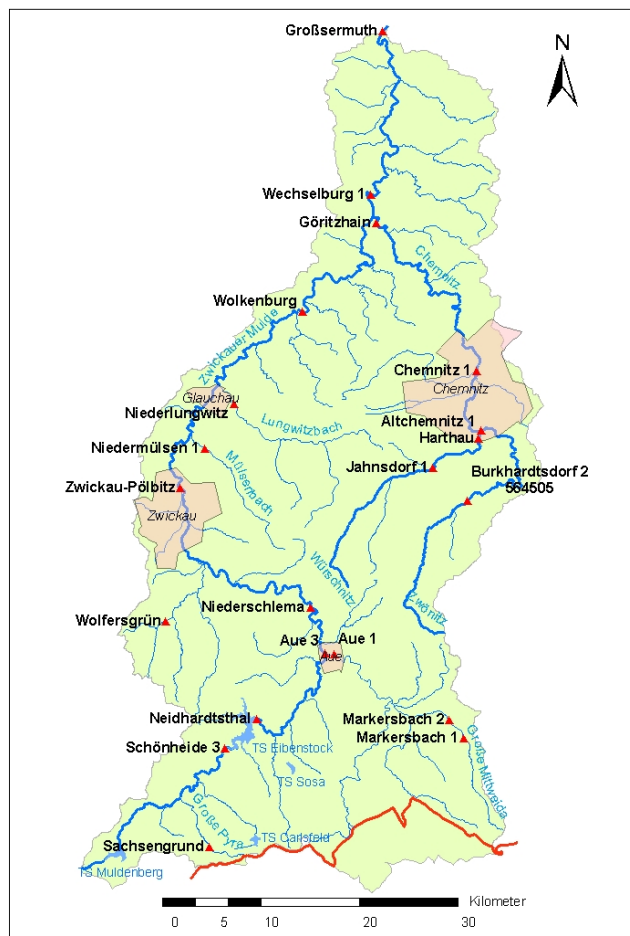 Großsermuth
N
Wechselburg 1
Göritzhain
Chemnitz
Wolkenburg
Zwickauer Mulde
Chemnitz 1
Chemnitz
Glauchau
Niederlungwitz
Lungwitzbach
Altchemnitz 1
Harthau
Niedermülsen 1
Jahnsdorf 1
Burkhardtsdorf 2
564505
Zwickau-Pölbitz
Mülsenbach
Zwickau
Würschnitz
Zwönitz
Niederschlema
Wolfersgrün
Aue 3
Aue 1
Aue
Neidhardtsthal
Markersbach 2
Markersbach 1
Schönheide 3
TS Eibenstock
TS Sosa
Große Mittweida
Große Pyra
TS Carlsfeld
Sachsengrund
TS Muldenberg
Kilometer
0 5 10 20 30